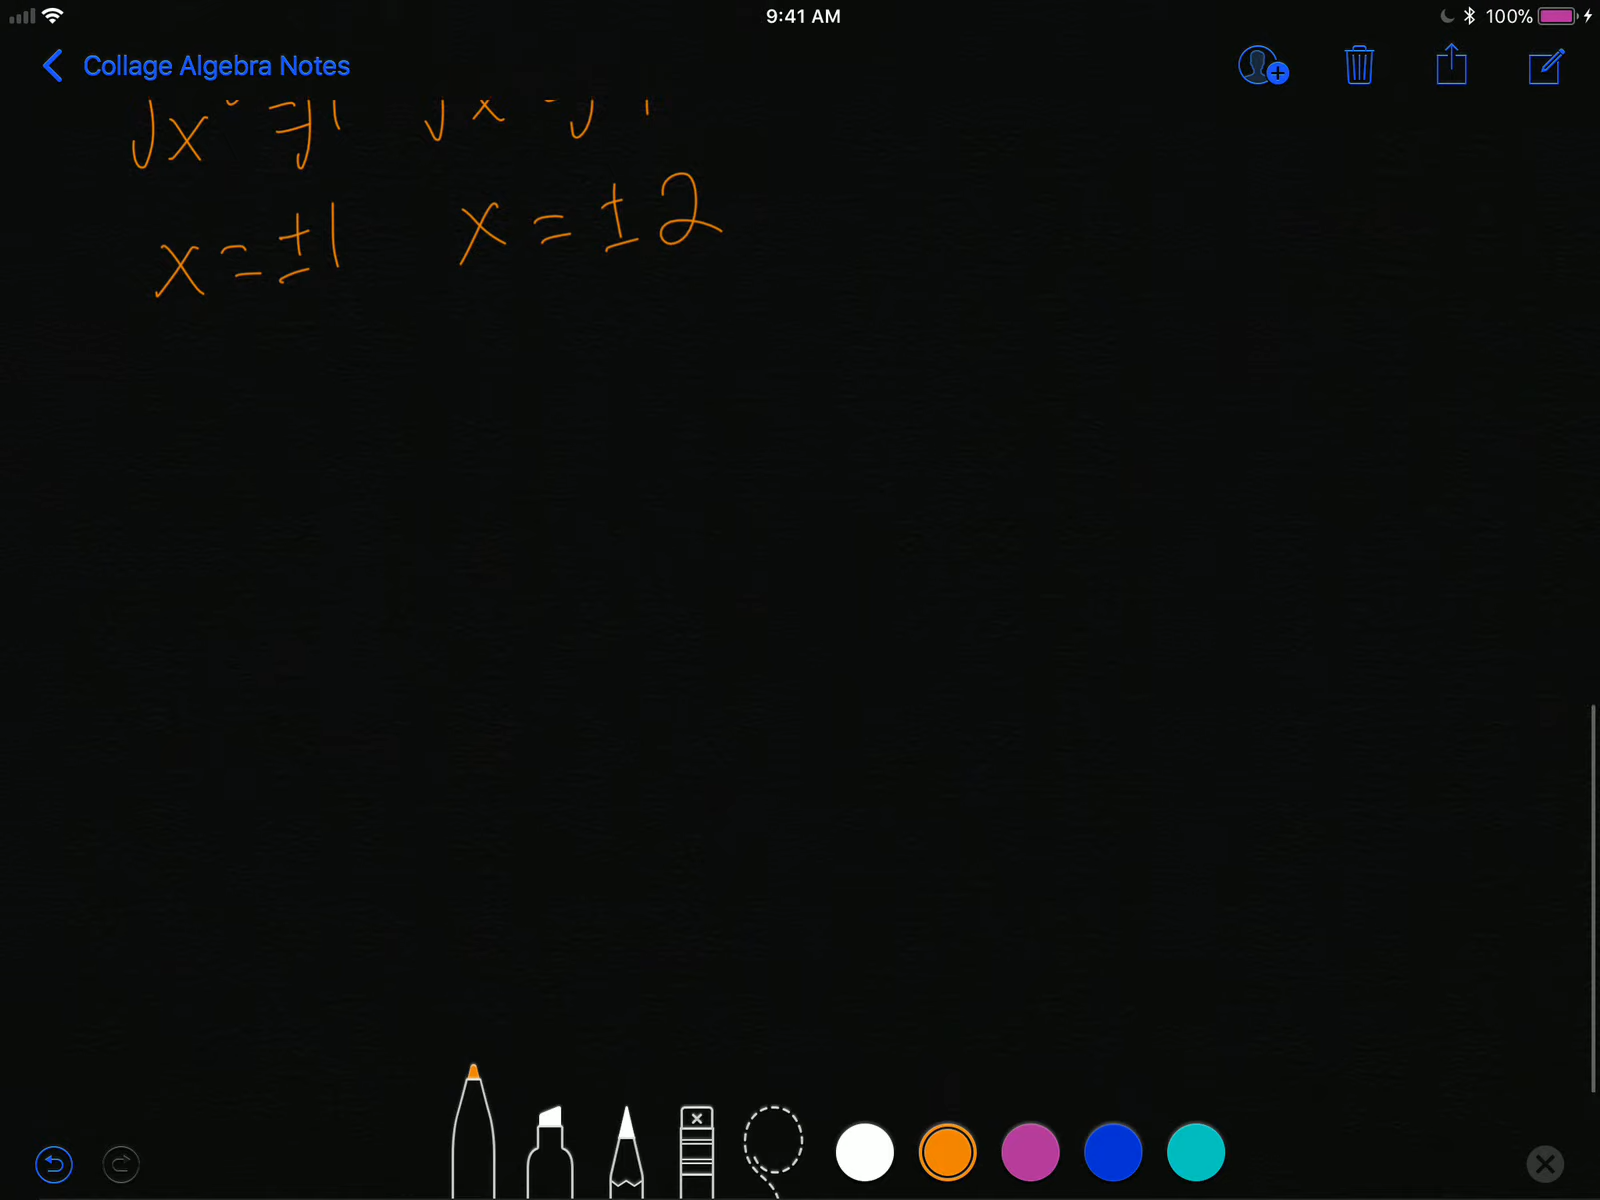 9:41 AM
100%
Collage Algebra Notes
x = ±1 x = ±2